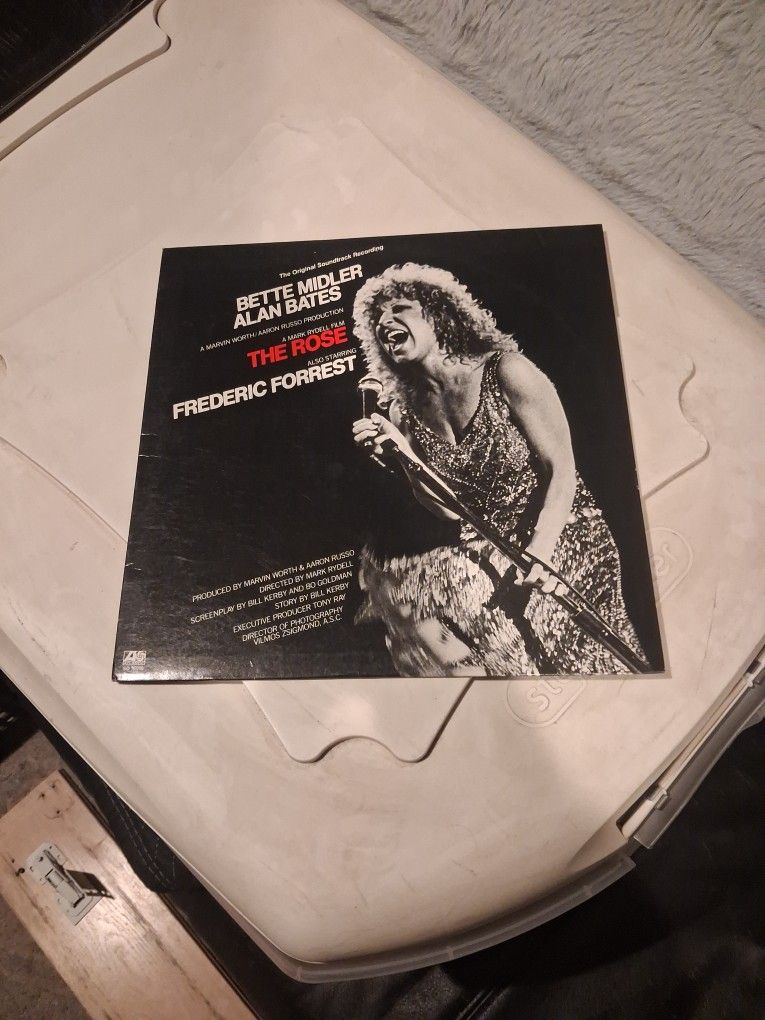 The Original Soundtrack Recording
BETTE MIDLER
ALAN BATES
A MARVIN WORTH/AARON RUSSO PRODUCTION
A MARK RYDELL FILM
THE ROSE
ALSO STARRING
FREDERIC FORREST
PRODUCED BY MARVIN WORTH & AARON RUSSO
DIRECTED BY MARK RYDELL
SCREENPLAY BY BILL KERBY AND BO GOLDMAN
STORY BY BILL KERBY
EXECUTIVE PRODUCER TONY RAY
DIRECTOR OF PHOTOGRAPHY
VILMOS ZSIGMOND, A.S.C.